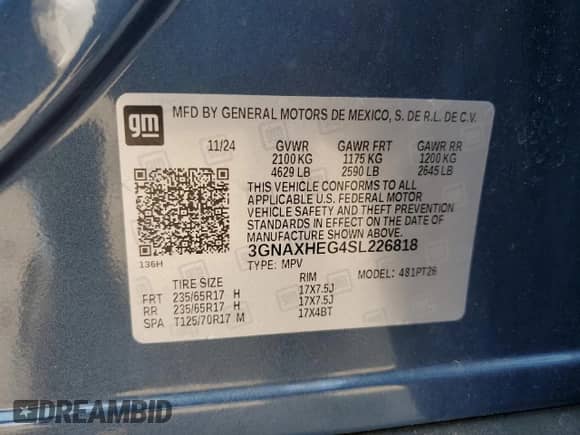 gm MFD BY GENERAL MOTORS DE MEXICO, S. DE R.L. DE C.V.
11/24 GVWR GAWR FRT GAWR RR
2100 KG 1175 KG 1200 KG
4629 LB 2590 LB 2645 LB
THIS VEHICLE CONFORMS TO ALL
APPLICABLE U.S. FEDERAL MOTOR
VEHICLE SAFETY AND THEFT PREVENTION
STANDARDS IN EFFECT ON THE DATE OF
MANUFACTURE SHOWN ABOVE.
3GNAXHEG4SL226818
136H TYPE: MPV MODEL: 481PT26
TIRE SIZE RIM
FRT 235/65R17 H 17X7.5J
RR 235/65R17 H 17X7.5J
SPA T125/70R17 M 17X4BT
DREAMBID